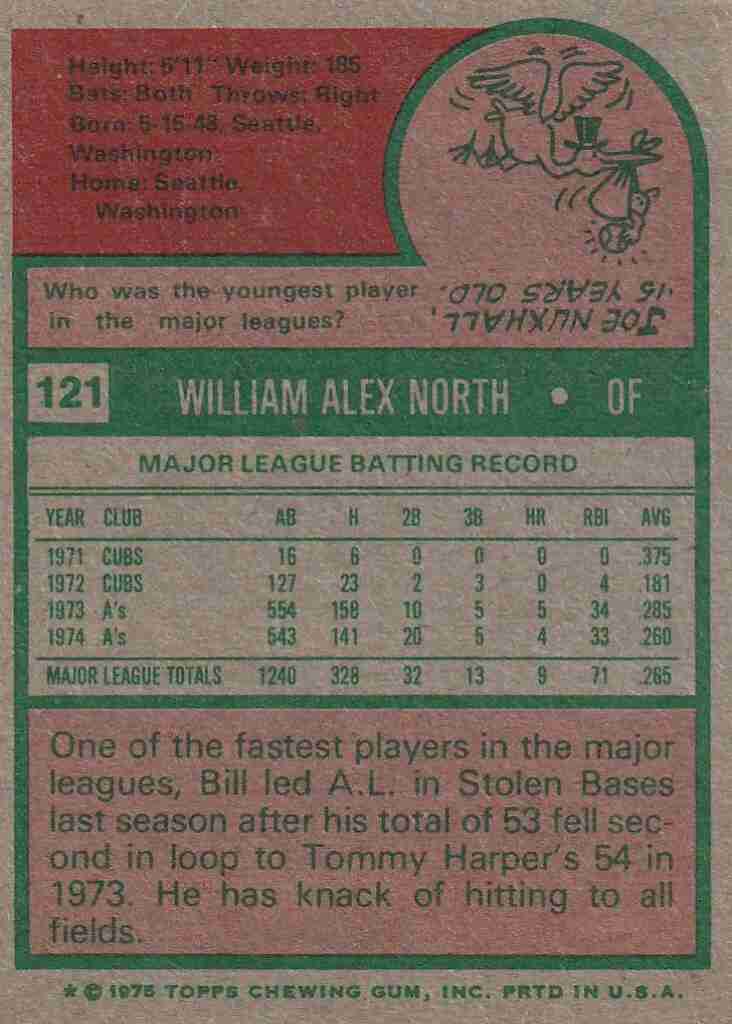 Height: 5'11" Weight: 185
Bats: Both Throws: Right
Born: 5-15-48, Seattle,
Washington
Home: Seattle,
Washington
Who was the youngest player
in the major leagues?
JOE NUXHALL,
15 YEARS OLD.
121 WILLIAM ALEX NORTH • OF
MAJOR LEAGUE BATTING RECORD
YEAR CLUB AB H 2B 3B HR RBI AVG
1971 CUBS 16 6 0 0 0 0 .375
1972 CUBS 127 23 2 3 0 4 .181
1973 A's 554 158 10 5 5 34 .285
1974 A's 543 141 20 5 4 33 .260
MAJOR LEAGUE TOTALS 1240 328 32 13 9 71 .265
One of the fastest players in the major
leagues, Bill led A.L. in Stolen Bases
last season after his total of 53 fell sec-
ond in loop to Tommy Harper's 54 in
1973. He has knack of hitting to all
fields.
* © 1975 TOPPS CHEWING GUM, INC. PRTD IN U.S.A.